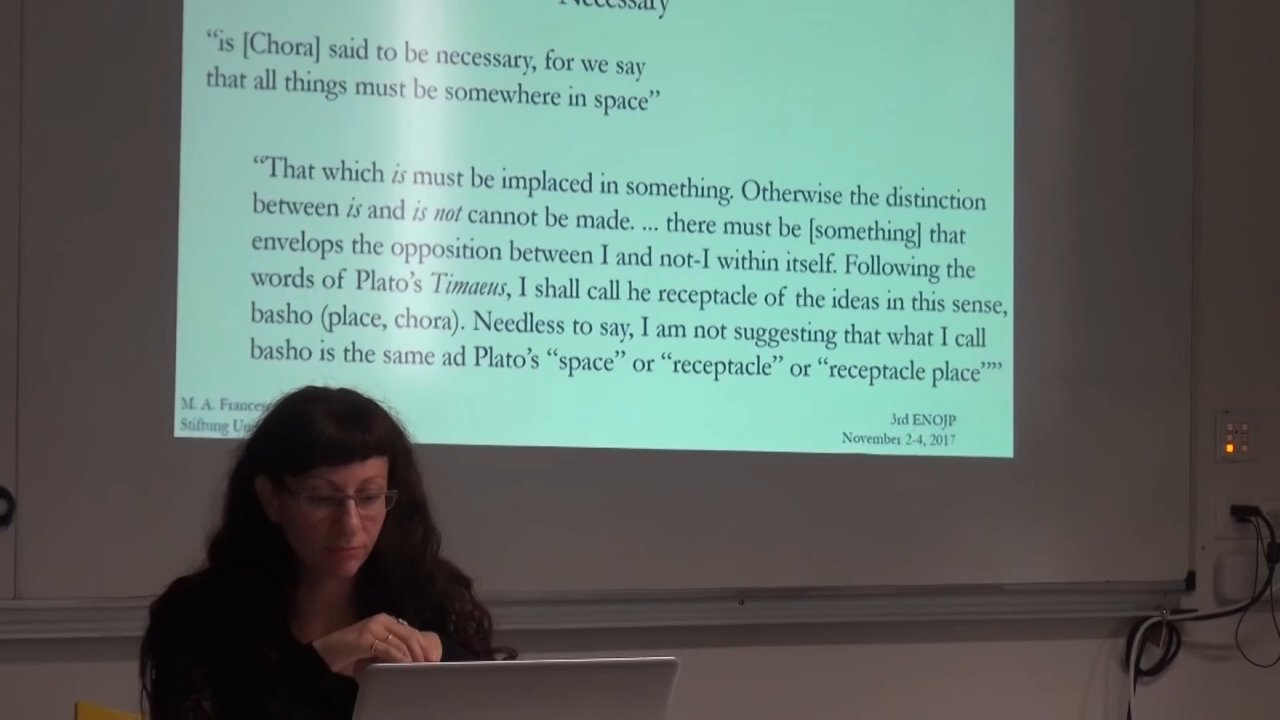 Necessary
“is [Chora] said to be necessary, for we say
that all things must be somewhere in space”
“That which is must be implaced in something. Otherwise the distinction
between is and is not cannot be made. ... there must be [something] that
envelops the opposition between I and not-I within itself. Following the
words of Plato’s Timaeus, I shall call he receptacle of the ideas in this sense,
basho (place, chora). Needless to say, I am not suggesting that what I call
basho is the same ad Plato’s “space” or “receptacle” or “receptacle place””
M. A.
Stiftung
3rd ENOJP
November 2-4, 2017